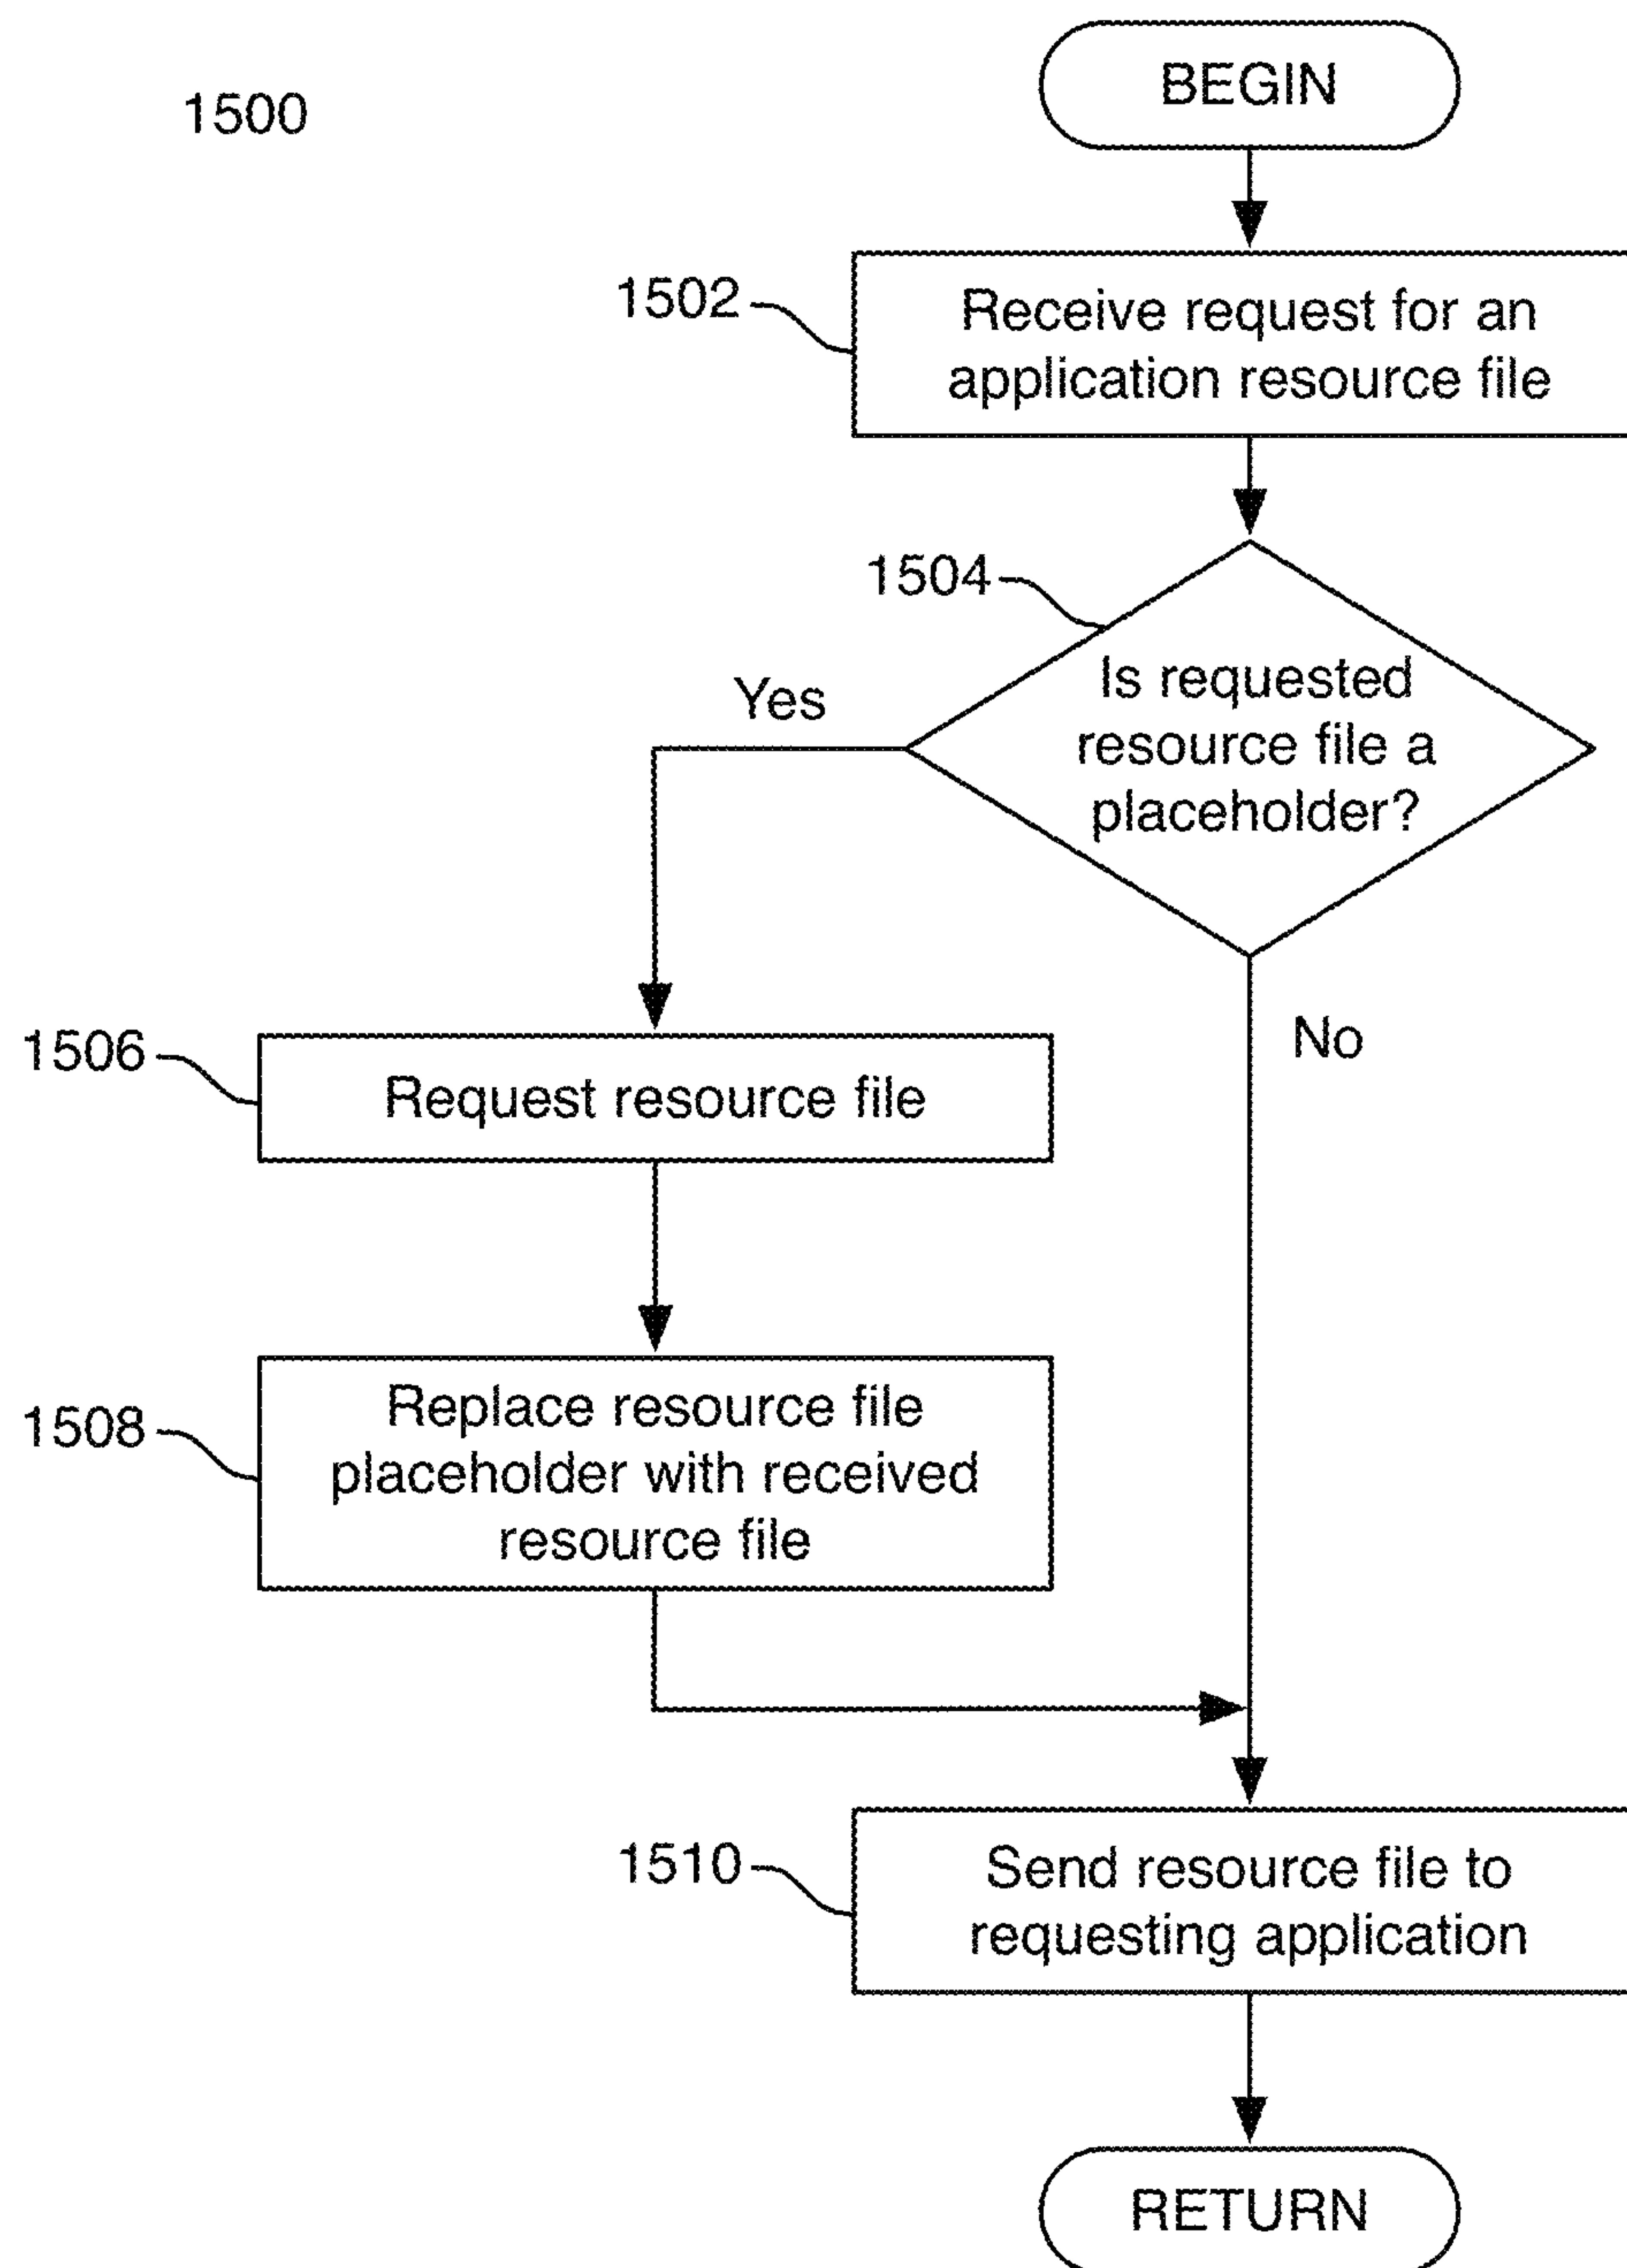 1500
BEGIN
1502
Receive request for an
application resource file
1504
Is requested
resource file a
placeholder?
Yes
No
1506
Request resource file
1508
Replace resource file
placeholder with received
resource file
1510
Send resource file to
requesting application
RETURN